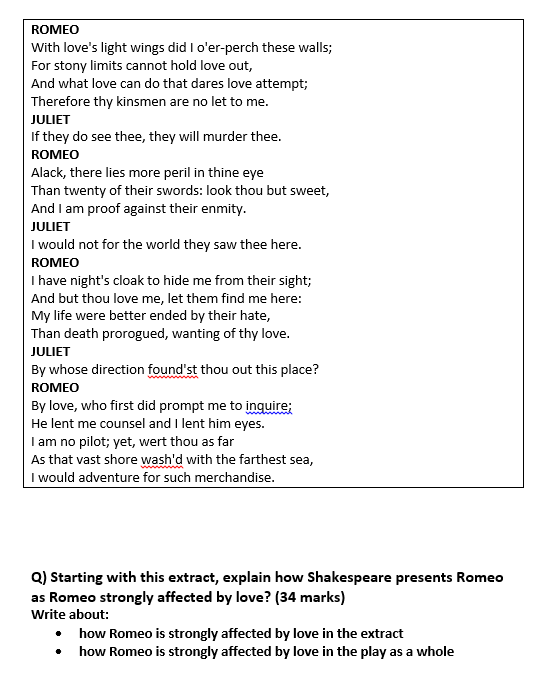 ROMEO
With love's light wings did I o'er-perch these walls;
For stony limits cannot hold love out,
And what love can do that dares love attempt;
Therefore thy kinsmen are no let to me.
JULIET
If they do see thee, they will murder thee.
ROMEO
Alack, there lies more peril in thine eye
Than twenty of their swords: look thou but sweet,
And I am proof against their enmity.
JULIET
I would not for the world they saw thee here.
ROMEO
I have night's cloak to hide me from their sight;
And but thou love me, let them find me here:
My life were better ended by their hate,
Than death prorogued, wanting of thy love.
JULIET
By whose direction found'st thou out this place?
ROMEO
By love, who first did prompt me to inquire;
He lent me counsel and I lent him eyes.
I am no pilot; yet, wert thou as far
As that vast shore wash'd with the farthest sea,
I would adventure for such merchandise.
Q) Starting with this extract, explain how Shakespeare presents Romeo
as Romeo strongly affected by love? (34 marks)
Write about:
• how Romeo is strongly affected by love in the extract
• how Romeo is strongly affected by love in the play as a whole